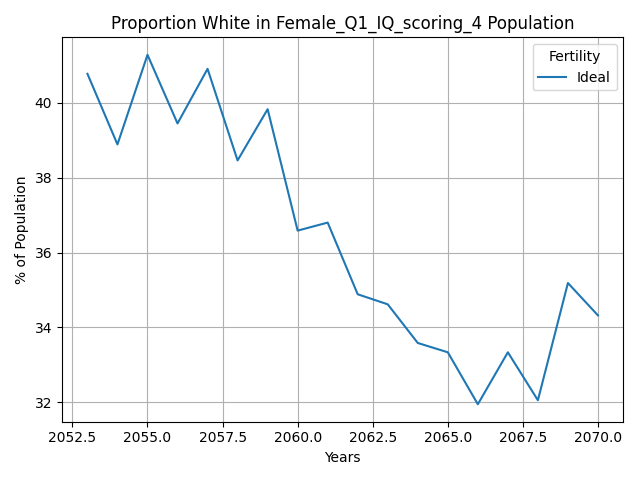 Proportion White in Female_Q1_IQ_scoring_4 Population
Fertility
Ideal
% of Population
40
38
36
34
32
2052.5 2055.0 2057.5 2060.0 2062.5 2065.0 2067.5 2070.0
Years